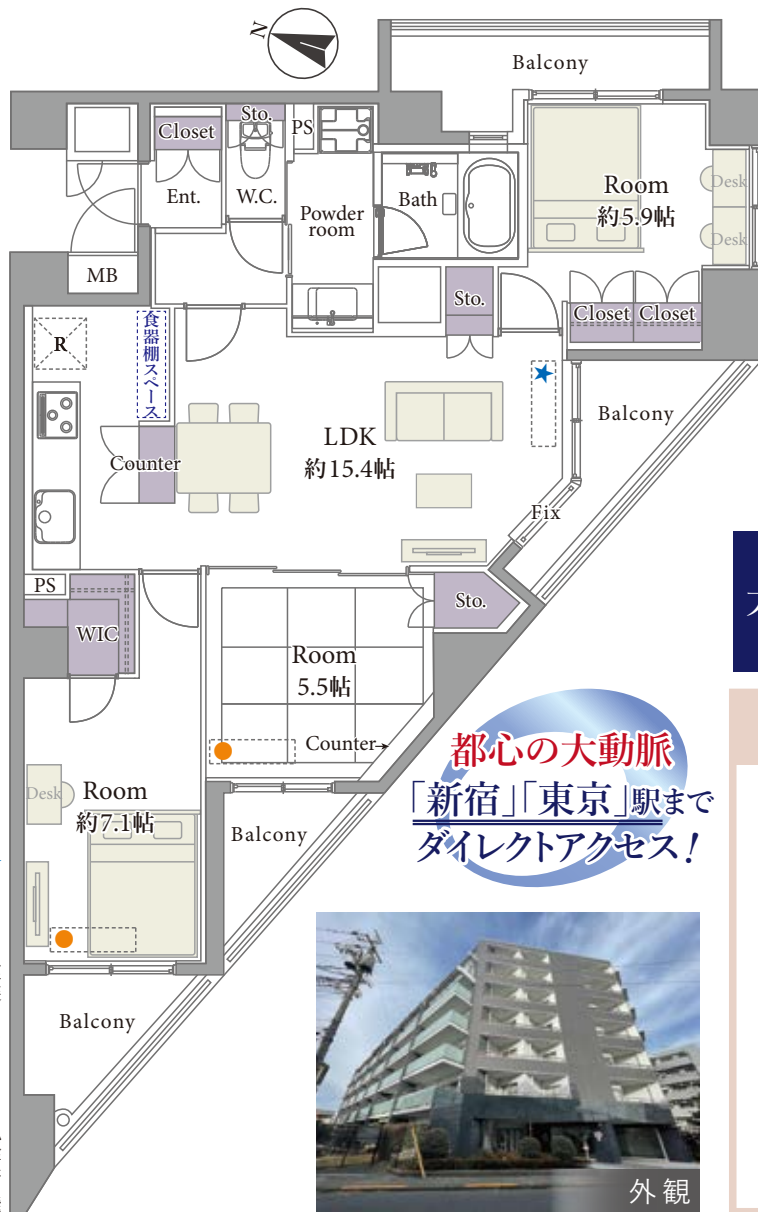 N
Balcony
Closet
Sto.
PS
Ent.
W.C.
Powder
room
Bath
Room
約5.9帖
Desk
Desk
MB
Sto.
Closet
Closet
R
食器棚スペース
Counter
LDK
約15.4帖
Balcony
Fix
PS
WIC
Sto.
Room
5.5帖
Counter→
Desk
Room
約7.1帖
Balcony
Balcony
都心の大動脈
「新宿」「東京」駅まで
ダイレクトアクセス!
外観